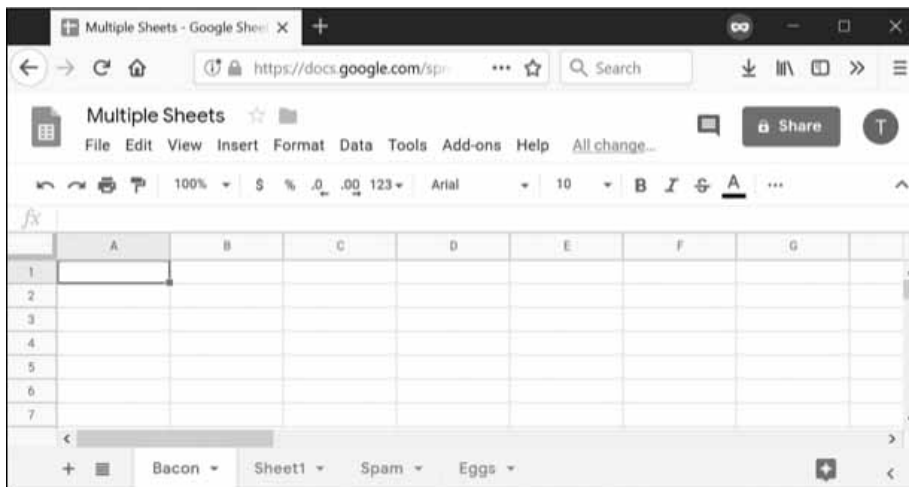 Multiple Sheets - Google Sheet
https://docs.google.com/spr
Search
Multiple Sheets
Share
T
File Edit View Insert Format Data Tools Add-ons Help All change...
100% $ % .0 .00 123 Arial 10 B I S A ...
fx
A B C D E F G
1
2
3
4
5
6
7
+ Bacon Sheet1 Spam Eggs